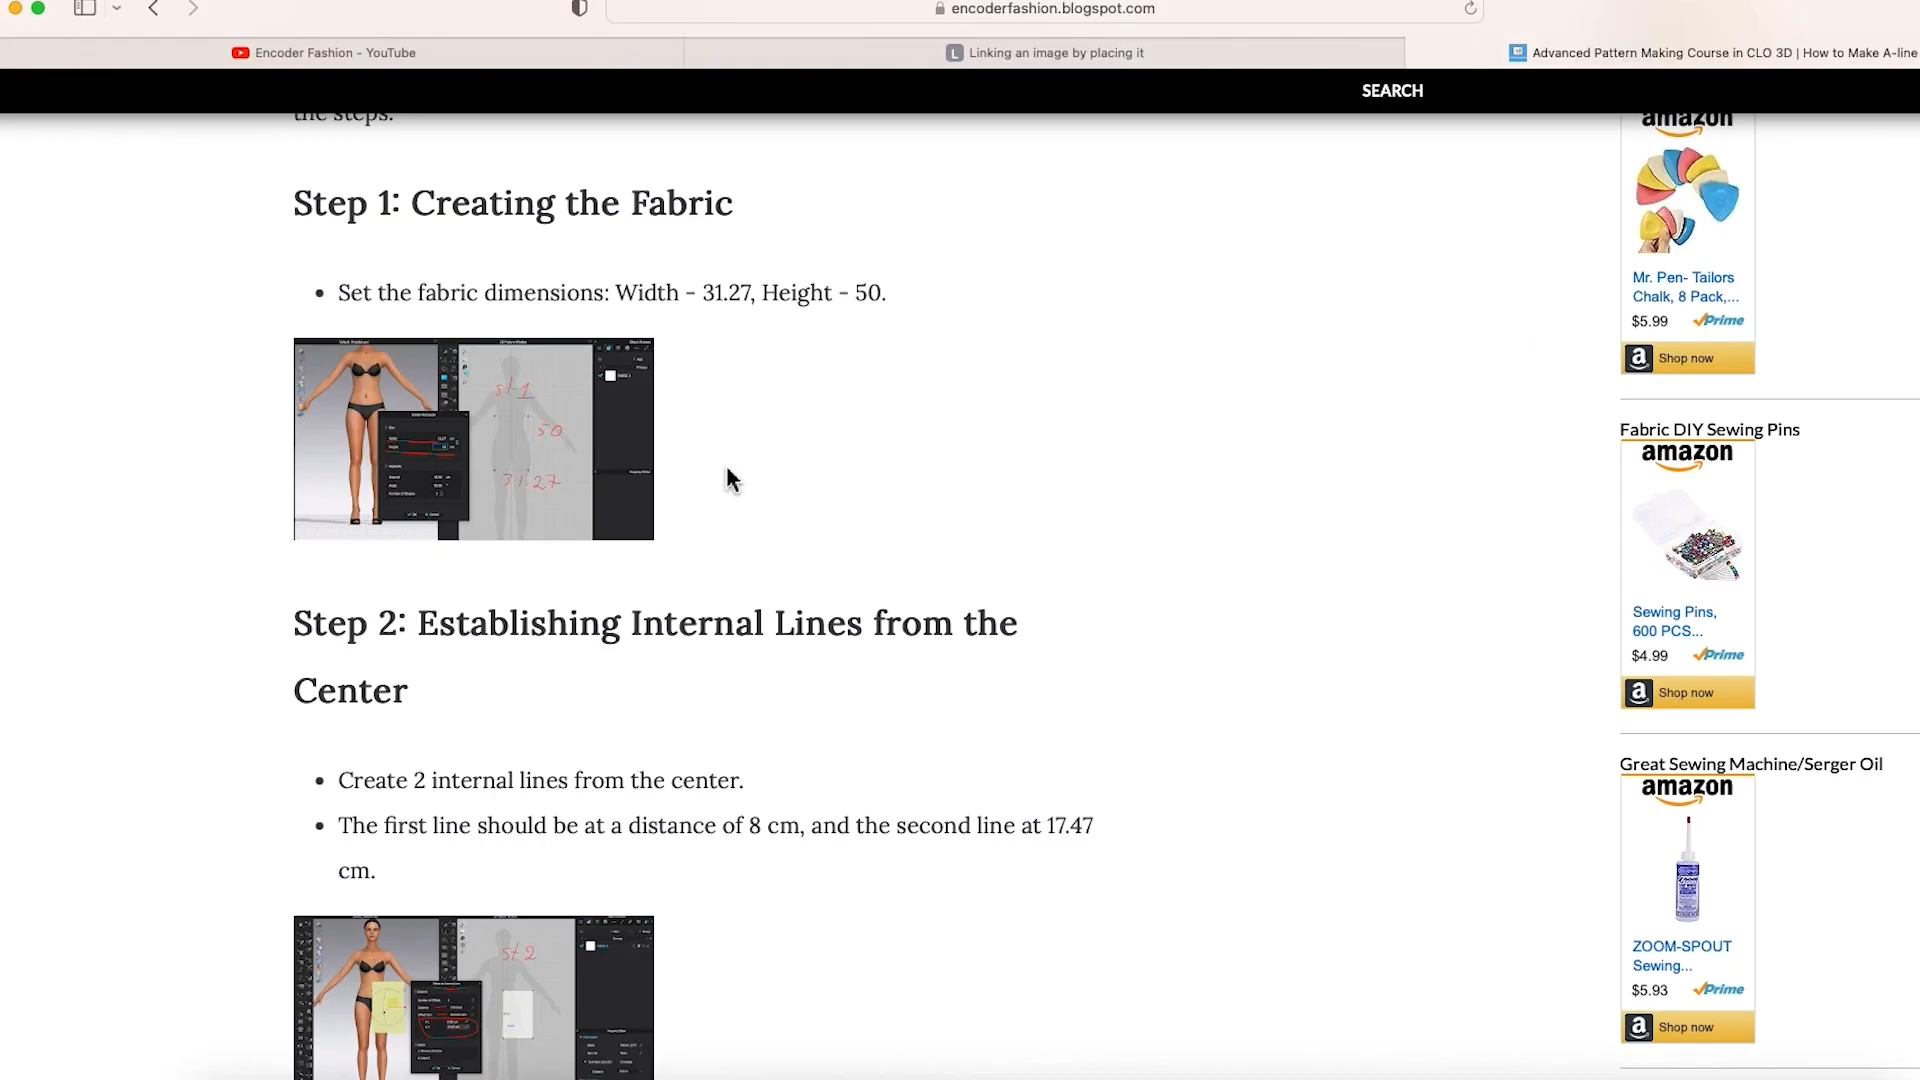 encoderfashion.blogspot.com
Encoder Fashion - YouTube
Linking an image by placing it
Advanced Pattern Making Course in CLO 3D | How to Make A-line
SEARCH
the steps.
Step 1: Creating the Fabric
Set the fabric dimensions: Width - 31.27, Height - 50.
st 1
50
31.27
Step 2: Establishing Internal Lines from the
Center
Create 2 internal lines from the center.
The first line should be at a distance of 8 cm, and the second line at 17.47
cm.
st 2
amazon
Mr. Pen- Tailors
Chalk, 8 Pack,...
$5.99 Prime
Shop now
Fabric DIY Sewing Pins
amazon
Sewing Pins,
600 PCS...
$4.99 Prime
Shop now
Great Sewing Machine/Serger Oil
amazon
ZOOM-SPOUT
Sewing...
$5.93 Prime
Shop now